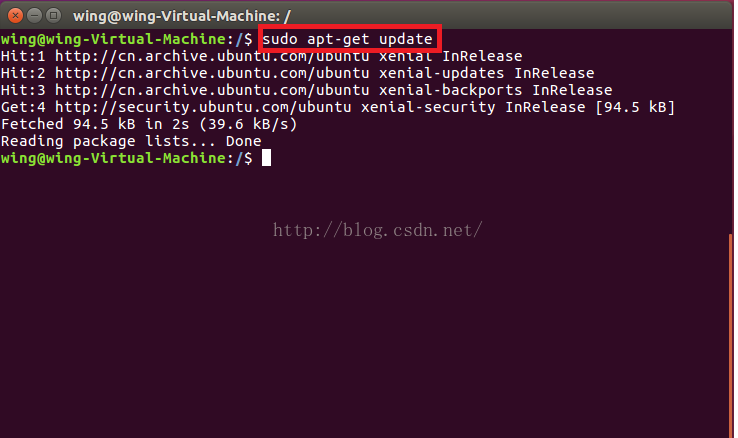 wing@wing-Virtual-Machine: /
wing@wing-Virtual-Machine:/$ sudo apt-get update
Hit:1 http://cn.archive.ubuntu.com/ubuntu xenial InRelease
Hit:2 http://cn.archive.ubuntu.com/ubuntu xenial-updates InRelease
Hit:3 http://cn.archive.ubuntu.com/ubuntu xenial-backports InRelease
Get:4 http://security.ubuntu.com/ubuntu xenial-security InRelease [94.5 kB]
Fetched 94.5 kB in 2s (39.6 kB/s)
Reading package lists... Done
wing@wing-Virtual-Machine:/$
http://blog.csdn.net/